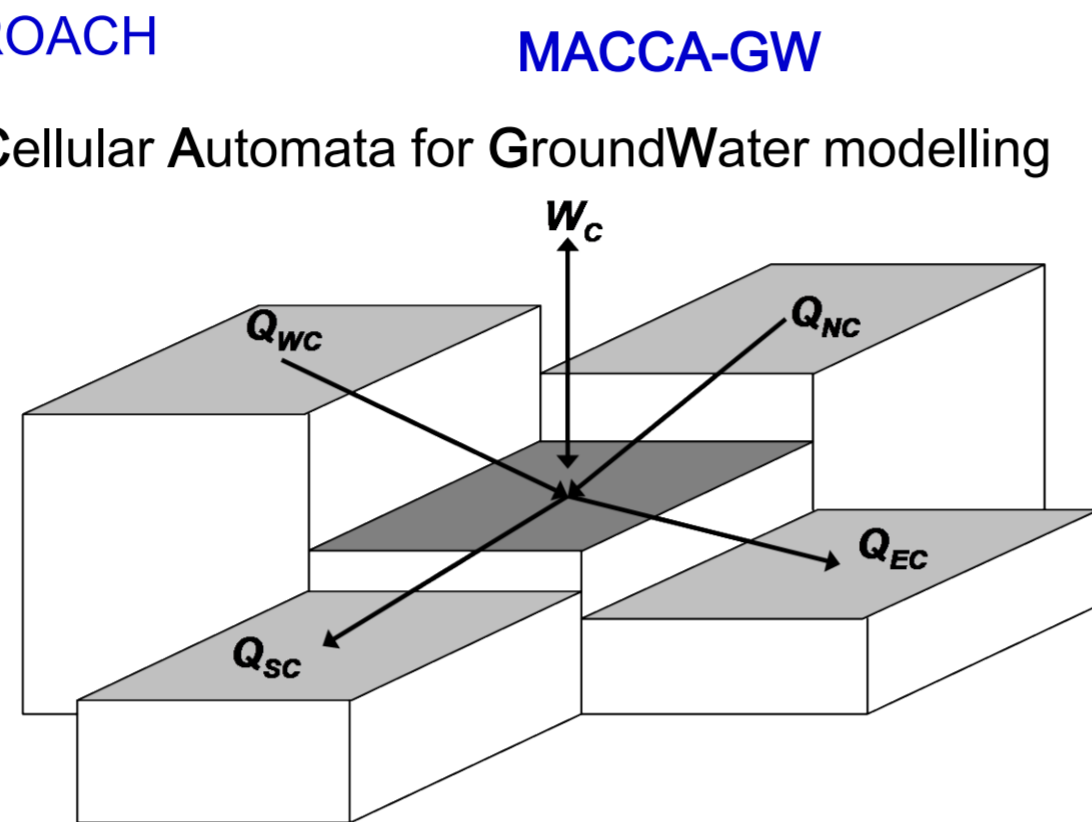 ROACH
MACCA-GW
Cellular Automata for GroundWater modelling
Wc
QWC
QNC
QEC
QSC